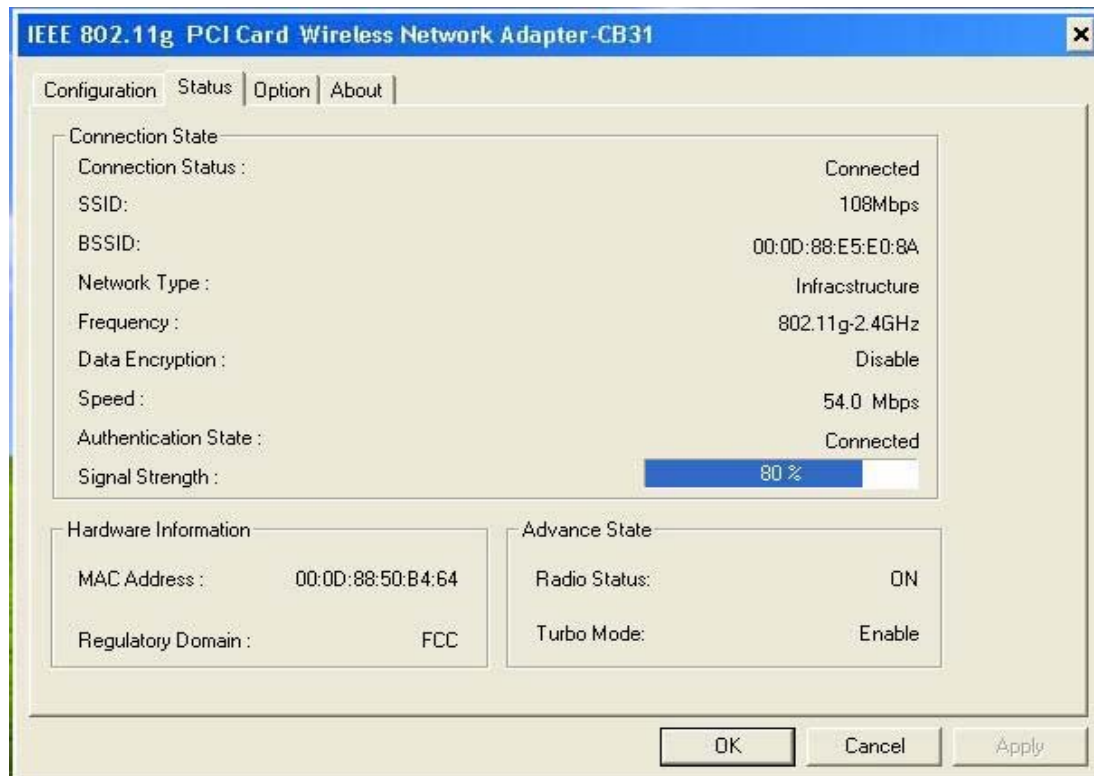 IEEE 802.11g PCI Card Wireless Network Adapter-CB31
Configuration Status Option About
Connection State
Connection Status : Connected
SSID: 108Mbps
BSSID: 00:0D:88:E5:E0:8A
Network Type : Infracstructure
Frequency : 802.11g-2.4GHz
Data Encryption : Disable
Speed : 54.0 Mbps
Authentication State : Connected
Signal Strength : 80 %
Hardware Information
MAC Address : 00:0D:88:50:B4:64
Regulatory Domain : FCC
Advance State
Radio Status: ON
Turbo Mode: Enable
OK Cancel Apply